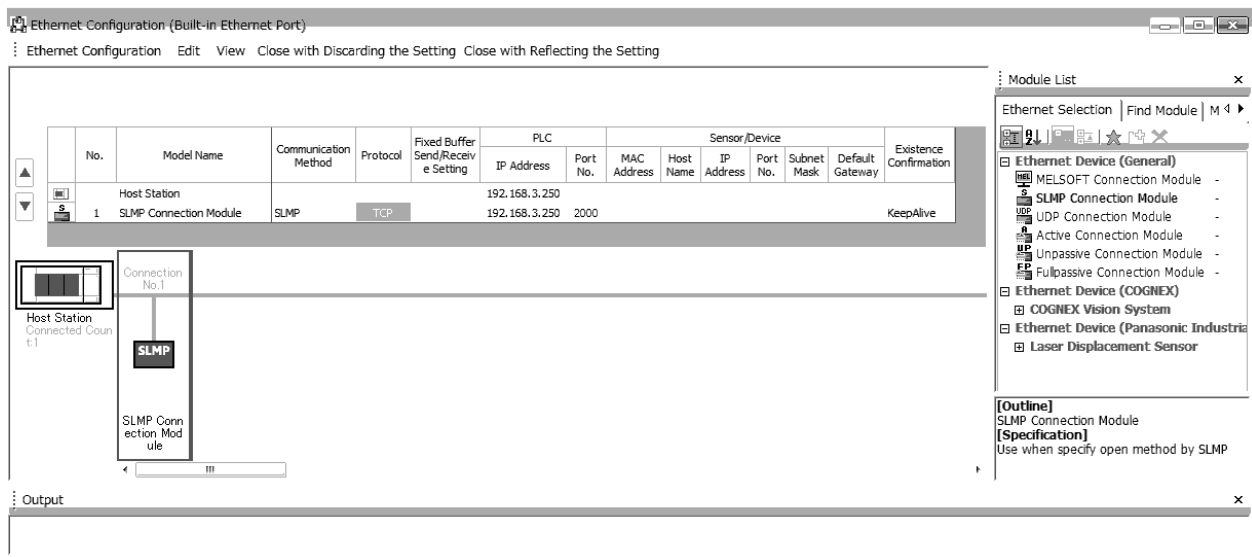 Ethernet Configuration (Built-in Ethernet Port)
Ethernet Configuration Edit View Close with Discarding the Setting Close with Reflecting the Setting
Module List
Ethernet Selection Find Module M
No. Model Name Communication Method Protocol Fixed Buffer Send/Receiv e Setting PLC Sensor/Device Existence Confirmation
IP Address Port No. MAC Address Host Name IP Address Port No. Subnet Mask Default Gateway
Host Station 192.168.3.250
1 SLMP Connection Module SLMP TCP 192.168.3.250 2000 KeepAlive
Connection
No.1
Host Station
Connected Coun
t:1
SLMP
SLMP Conn
ection Mod
ule
Ethernet Device (General)
MELSOFT Connection Module -
SLMP Connection Module -
UDP Connection Module -
Active Connection Module -
Unpassive Connection Module -
Fullpassive Connection Module -
Ethernet Device (COGNEX)
COGNEX Vision System
Ethernet Device (Panasonic Industria
Laser Displacement Sensor
[Outline]
SLMP Connection Module
[Specification]
Use when specify open method by SLMP
Output